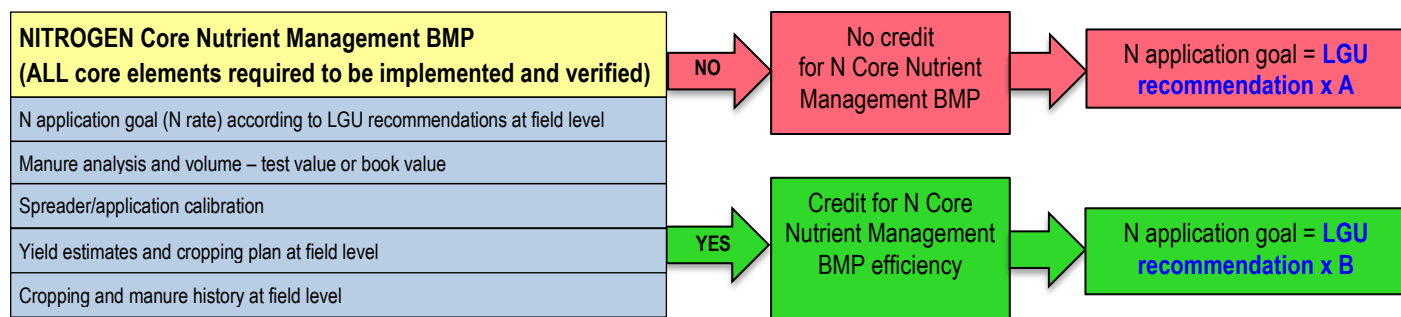 NITROGEN Core Nutrient Management BMP
(ALL core elements required to be implemented and verified)
N application goal (N rate) according to LGU recommendations at field level
Manure analysis and volume – test value or book value
Spreader/application calibration
Yield estimates and cropping plan at field level
Cropping and manure history at field level
NO
No credit
for N Core Nutrient
Management BMP
N application goal = LGU
recommendation x A
YES
Credit for N Core
Nutrient Management
BMP efficiency
N application goal = LGU
recommendation x B